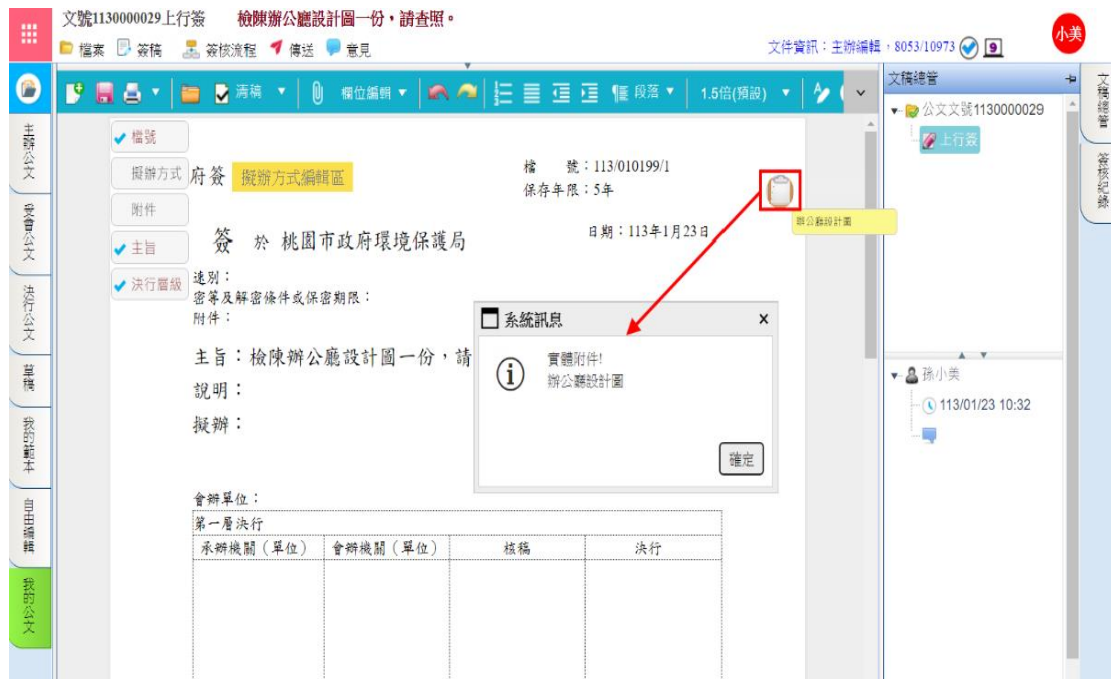 文號1130000029上行簽 檢陳辦公廳設計圖一份，請查照。
檔案 簽稿 簽核流程 傳送 意見
文件資訊：主辦編輯，8053/10973 9
小美
清稿 欄位編輯 段落 1.5倍(預設)
主辦公文
受會公文
決行公文
草稿
我的範本
自由編輯
我的公文
檔號
擬辦方式
附件
主旨
決行層級
府簽 擬辦方式編輯區
檔 號：113/010199/1
保存年限：5年
辦公廳設計圖
日期：113年1月23日
簽 於 桃園市政府環境保護局
速別：
密等及解密條件或保密期限：
附件：
主旨：檢陳辦公廳設計圖一份，請
說明：
擬辦：
系統訊息 ×
實體附件!
辦公廳設計圖
確定
會辦單位：
第一層決行
承辦機關（單位） 會辦機關（單位） 核稿 決行
文稿總管
公文文號1130000029
上行簽
孫小美
113/01/23 10:32
文稿總管
簽核紀錄